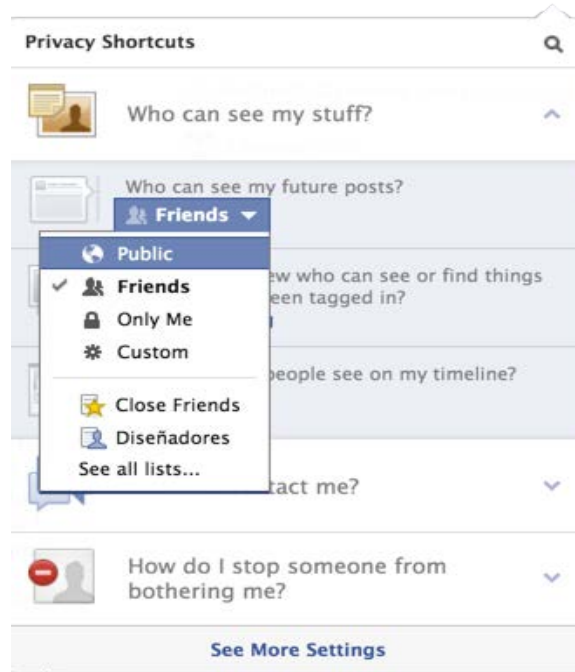 Privacy Shortcuts
Who can see my stuff?
Who can see my future posts?
Friends
Public
Friends
Only Me
Custom
Close Friends
Diseñadores
See all lists...
who can see or find things
tagged in?
people see on my timeline?
me?
How do I stop someone from
bothering me?
See More Settings